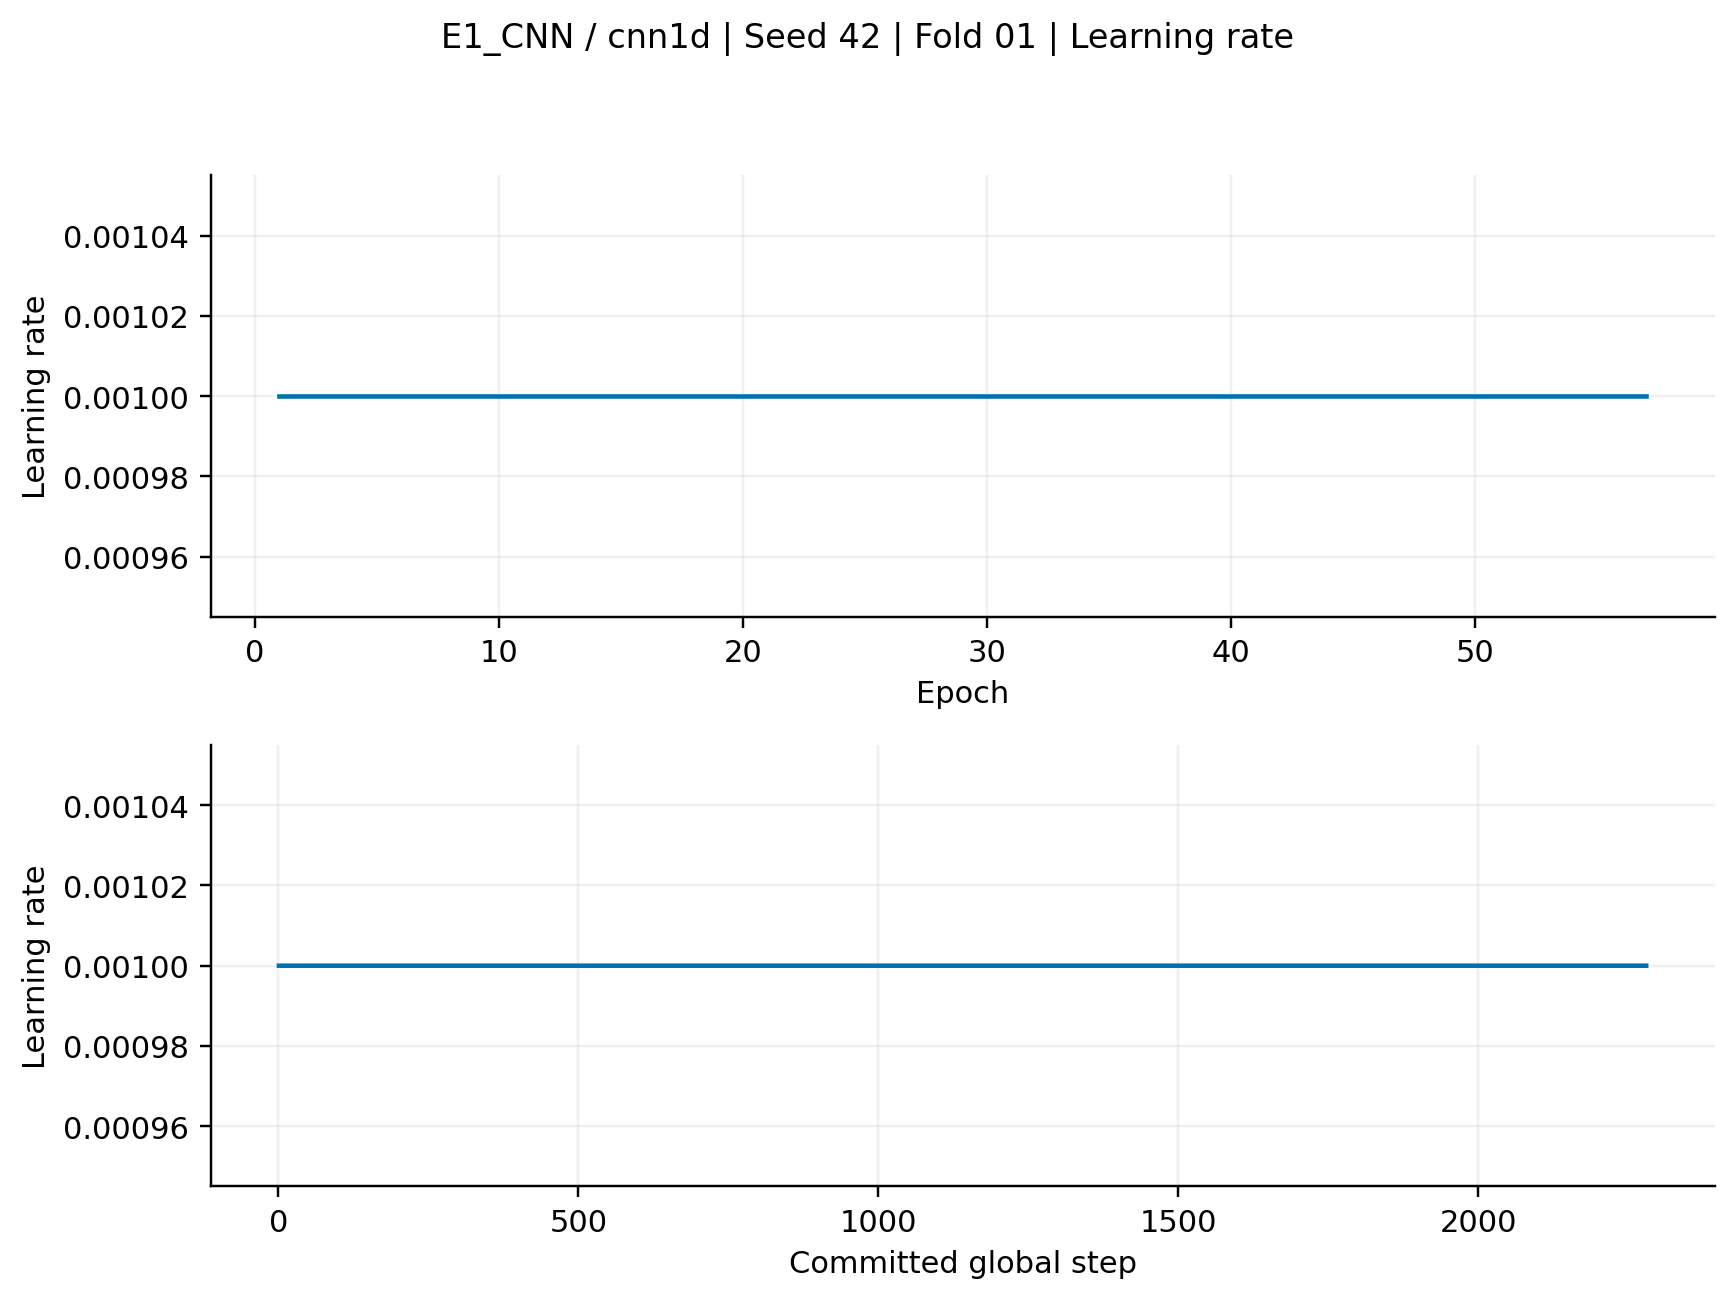 E1_CNN / cnn1d | Seed 42 | Fold 01 | Learning rate
Learning rate
0.00104
0.00102
0.00100
0.00098
0.00096
0 10 20 30 40 50
Epoch
Learning rate
0.00104
0.00102
0.00100
0.00098
0.00096
0 500 1000 1500 2000
Committed global step